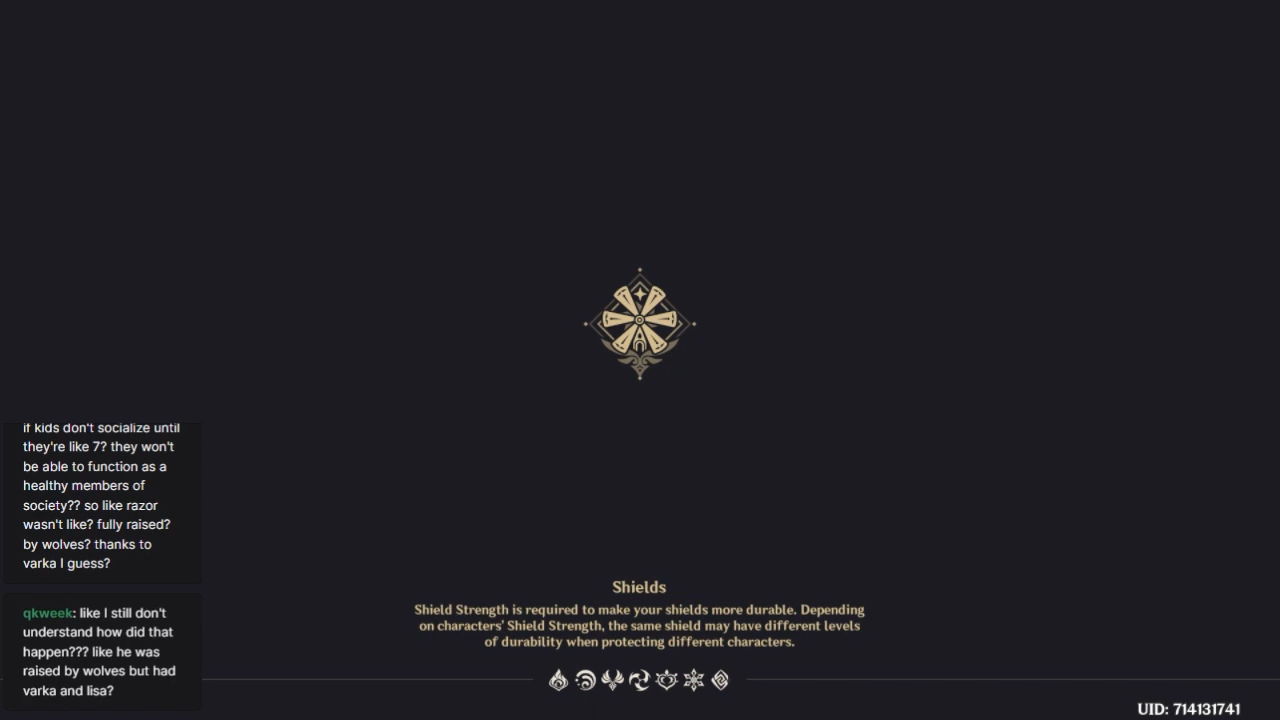 if kids don't socialize until
they're like 7? they won't
be able to function as a
healthy members of
society?? so like razor
wasn't like? fully raised?
by wolves? thanks to
varka I guess?
qkweek: like I still don't
understand how did that
happen??? like he was
raised by wolves but had
varka and lisa?
Shields
Shield Strength is required to make your shields more durable. Depending
on characters' Shield Strength, the same shield may have different levels
of durability when protecting different characters.
UID: 714131741